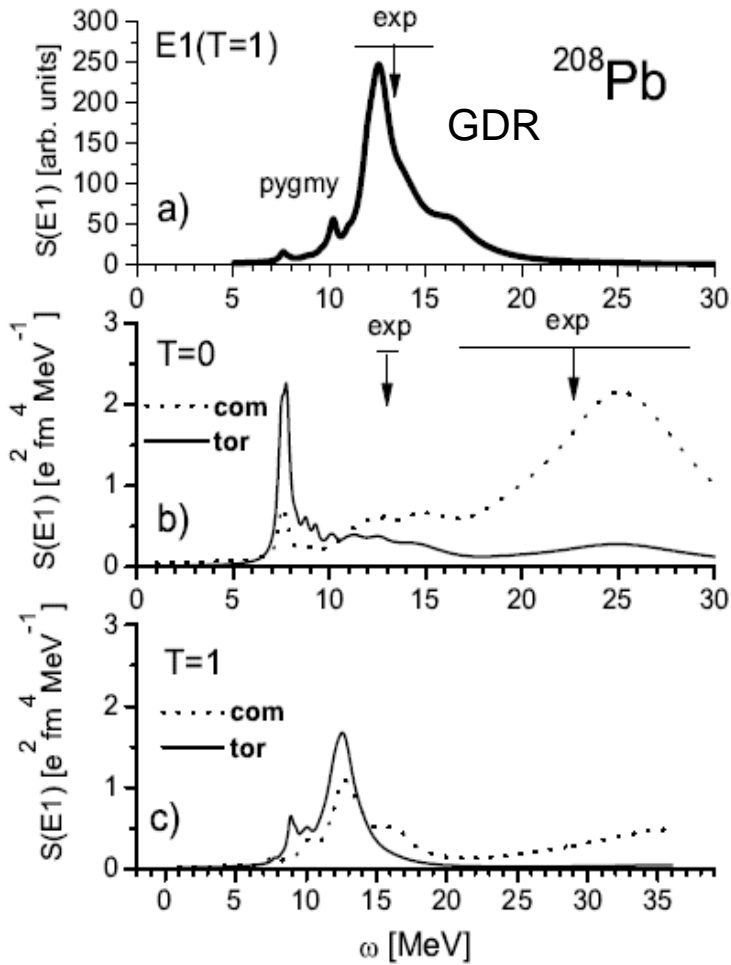 300
250
200
150
100
50
0
S(E1) [arb. units]
E1(T=1)
exp
208Pb
GDR
pygmy
a)
0 5 10 15 20 25 30
3
2
1
0
S(E1) [e2 fm4 MeV-1]
T=0
com
tor
exp
exp
b)
0 5 10 15 20 25 30
3
2
1
0
S(E1) [e2 fm4 MeV-1]
T=1
com
tor
c)
0 5 10 15 20 25 30 35
ω [MeV]